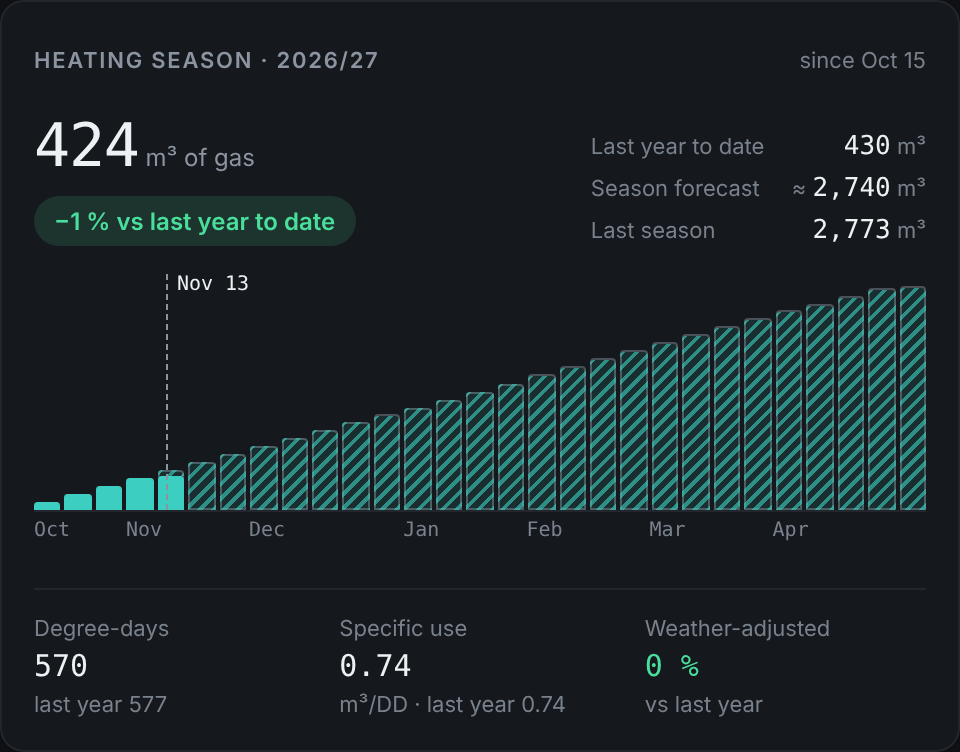 HEATING SEASON · 2026/27
since Oct 15
424 m³ of gas
−1 % vs last year to date
Last year to date 430 m³
Season forecast ≈ 2,740 m³
Last season 2,773 m³
Nov 13
Oct Nov Dec Jan Feb Mar Apr
Degree-days
570
last year 577
Specific use
0.74
m³/DD · last year 0.74
Weather-adjusted
0 %
vs last year